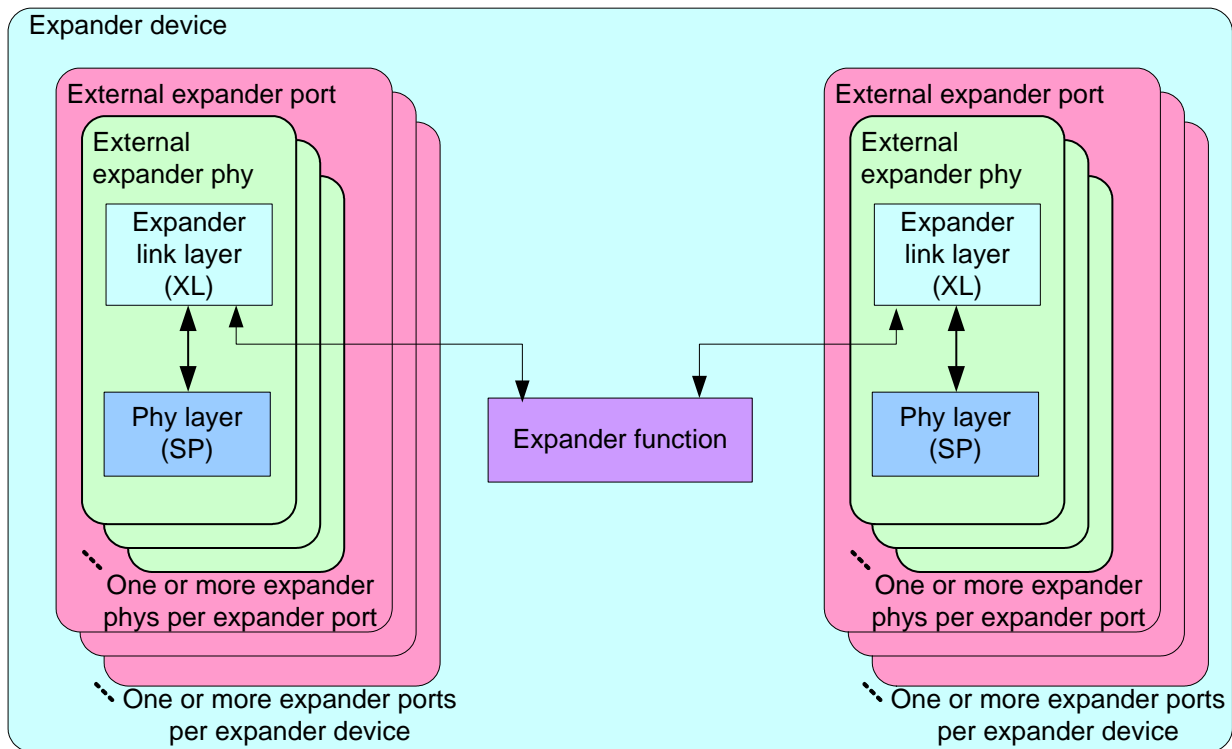 Expander device
External expander port
External
expander phy
Expander
link layer
(XL)
Phy layer
(SP)
One or more expander
phys per expander port
One or more expander ports
per expander device
Expander function
External expander port
External
expander phy
Expander
link layer
(XL)
Phy layer
(SP)
One or more expander
phys per expander port
One or more expander ports
per expander device